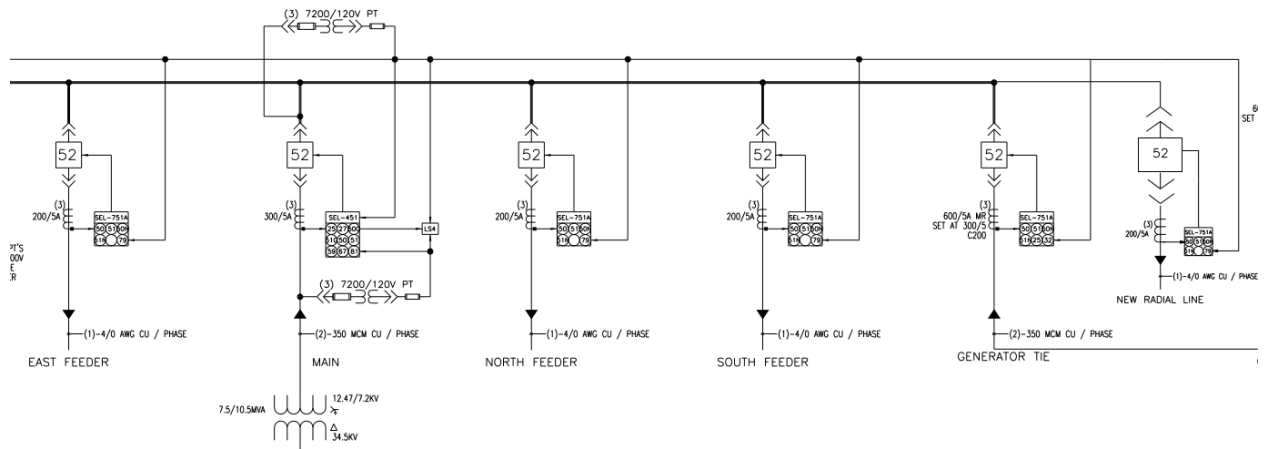 (3) 7200/120V PT
52
52
52
52
52
52
(3)
200/5A
SEL-751A
50 51 50N
51N 79
(3)
300/5A
SEL-451
25 27 50
51G 50 51
59 67 81
LS4
(3)
200/5A
SEL-751A
50 51 50N
51N 79
(3)
200/5A
SEL-751A
50 51 50N
51N 79
(3)
600/5A MR
SET AT 300/5
C200
SEL-751A
50 51 50N
51N 25 32
(3)
200/5A
SEL-751A
50 51 50N
51N 79
SET
PT'S
00V
E
(3) 7200/120V PT
(1)-4/0 AWG CU / PHASE
NEW RADIAL LINE
(1)-4/0 AWG CU / PHASE
(2)-350 MCM CU / PHASE
(1)-4/0 AWG CU / PHASE
(1)-4/0 AWG CU / PHASE
(2)-350 MCM CU / PHASE
EAST FEEDER
MAIN
NORTH FEEDER
SOUTH FEEDER
GENERATOR TIE
7.5/10.5MVA
12.47/7.2KV
34.5KV